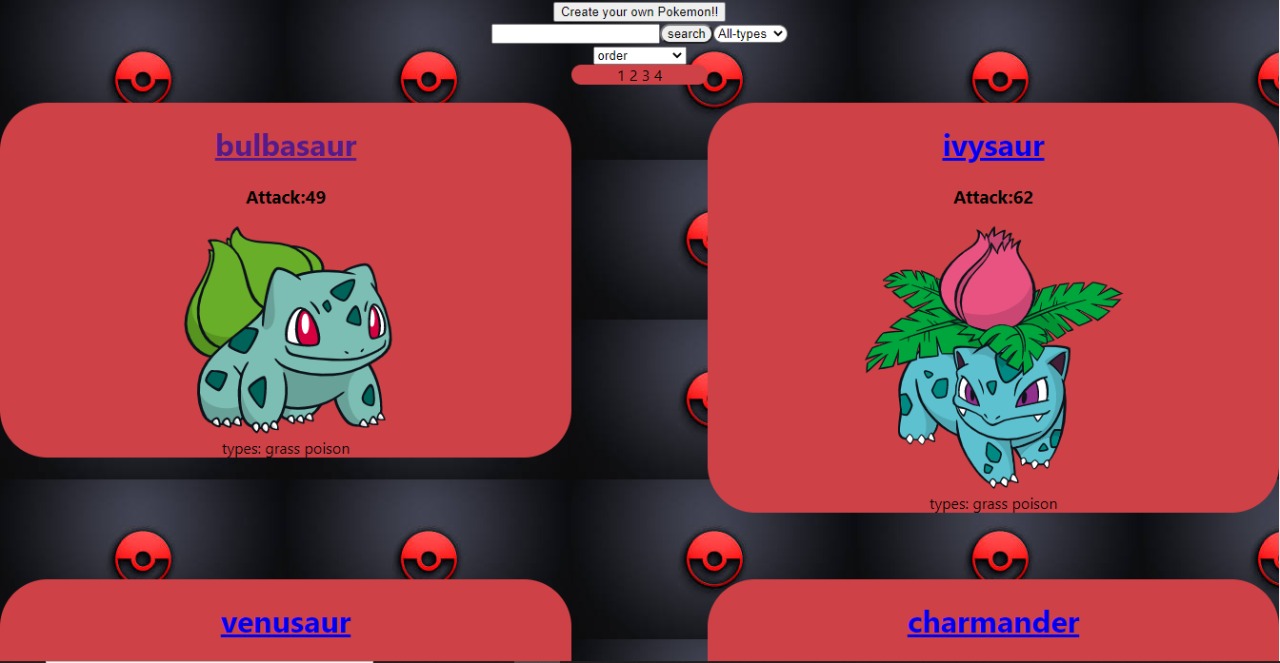 Create your own Pokemon!!
search All-types
order
1 2 3 4
bulbasaur
Attack:49
types: grass poison
ivysaur
Attack:62
types: grass poison
venusaur
charmander